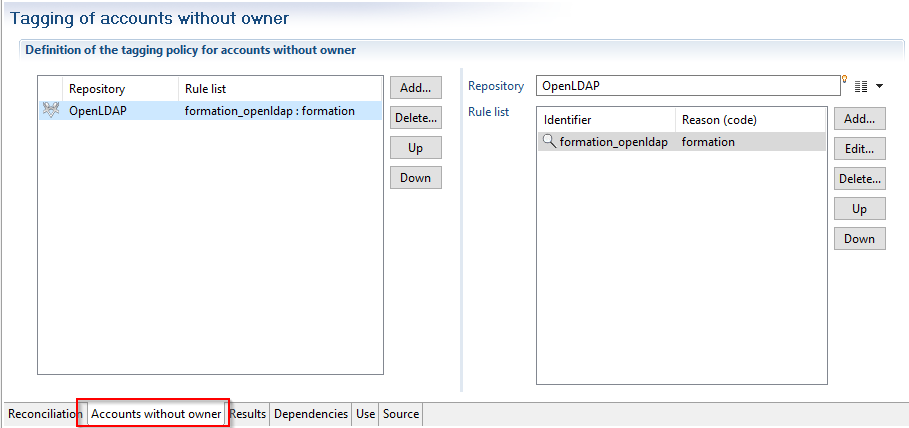 Tagging of accounts without owner
Definition of the tagging policy for accounts without owner
Repository Rule list
OpenLDAP formation_openldap : formation
Add...
Delete...
Up
Down
Repository OpenLDAP
Rule list
Identifier Reason (code)
formation_openldap formation
Add...
Edit...
Delete...
Up
Down
Reconciliation Accounts without owner Results Dependencies Use Source